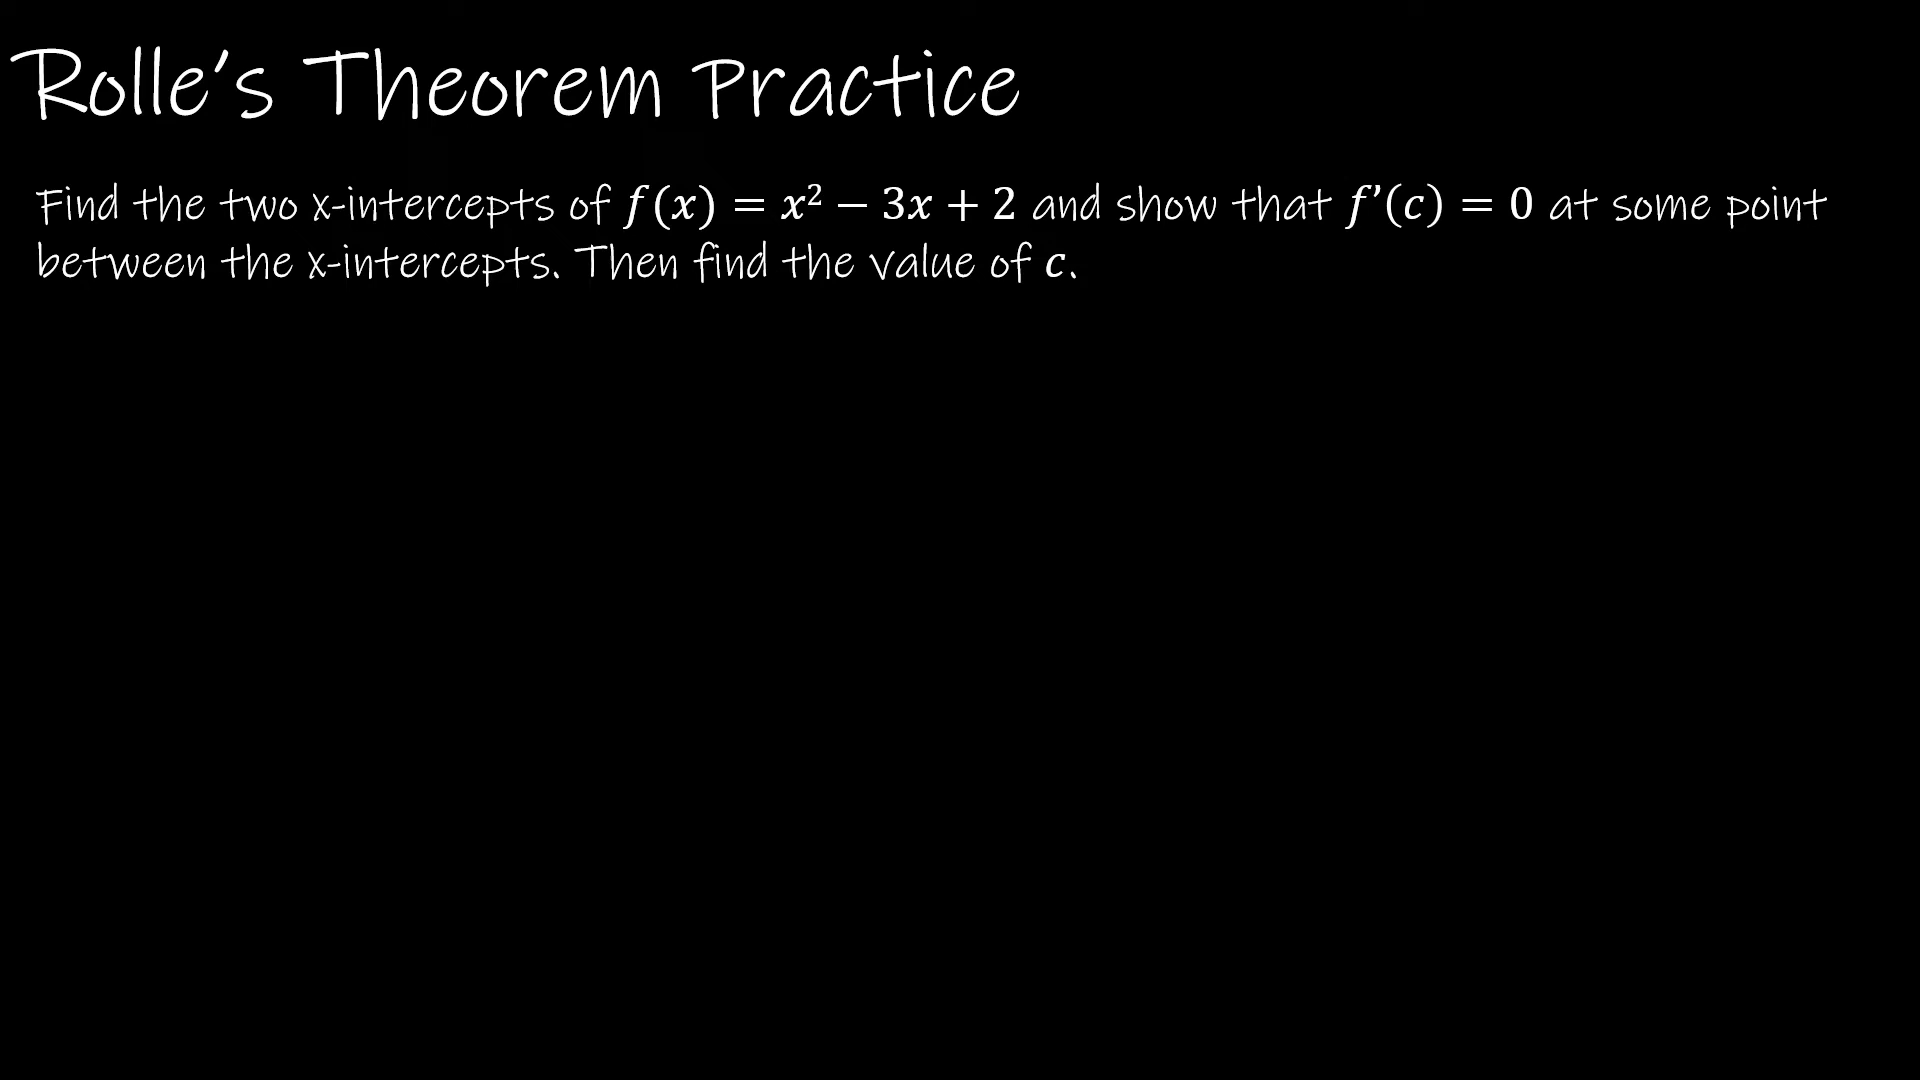 Rolle's Theorem Practice
Find the two x-intercepts of f(x) = x² − 3x + 2 and show that f'(c) = 0 at some point
between the x-intercepts. Then find the value of c.